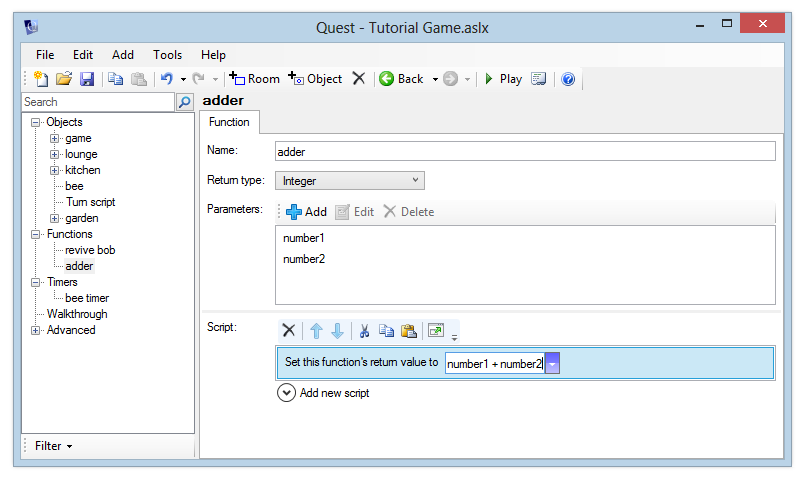 Quest - Tutorial Game.aslx
File Edit Add Tools Help
Room Object Back Play
Search
adder
Objects
game
lounge
kitchen
bee
Turn script
garden
Functions
revive bob
adder
Timers
bee timer
Walkthrough
Advanced
Filter
Function
Name: adder
Return type: Integer
Parameters: Add Edit Delete
number1
number2
Script:
Set this function's return value to number1 + number2
Add new script